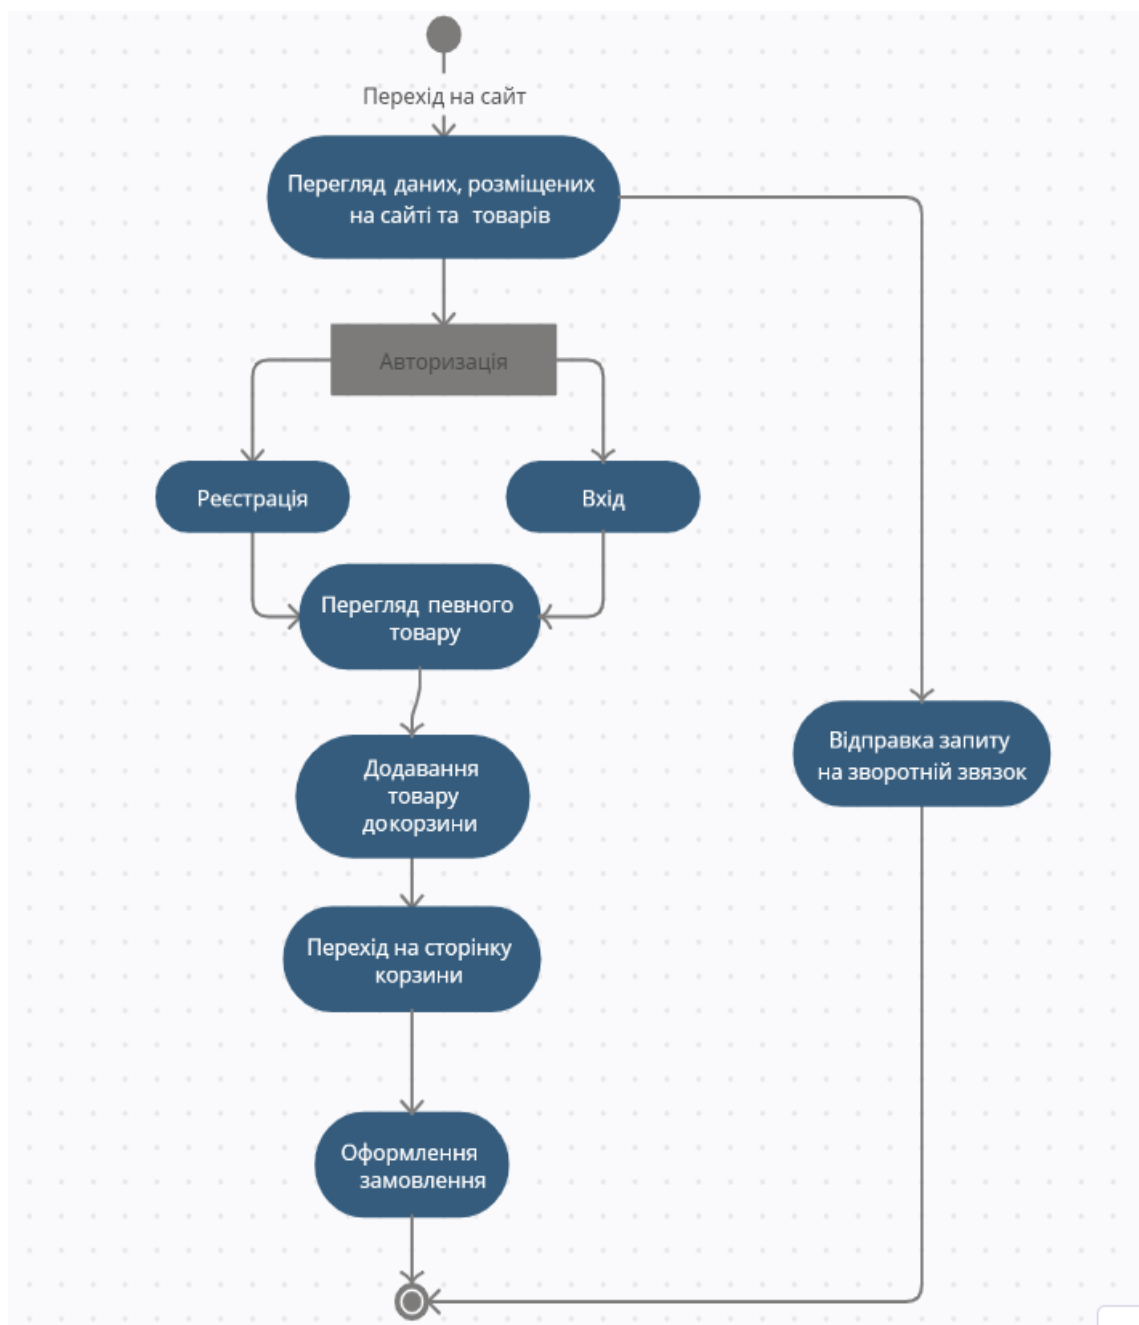 Перехід на сайт
Перегляд даних, розміщених
на сайті та товарів
Авторизація
Реєстрація
Вхід
Перегляд певного
товару
Додавання
товару
докорзини
Перехід на сторінку
корзини
Оформлення
замовлення
Відправка запиту
на зворотній звязок